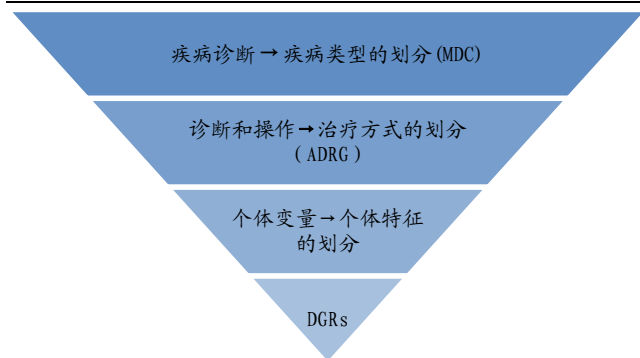 疾病诊断→疾病类型的划分(MDC)
诊断和操作→治疗方式的划分
(ADRG)
个体变量→个体特征
的划分
DGRs